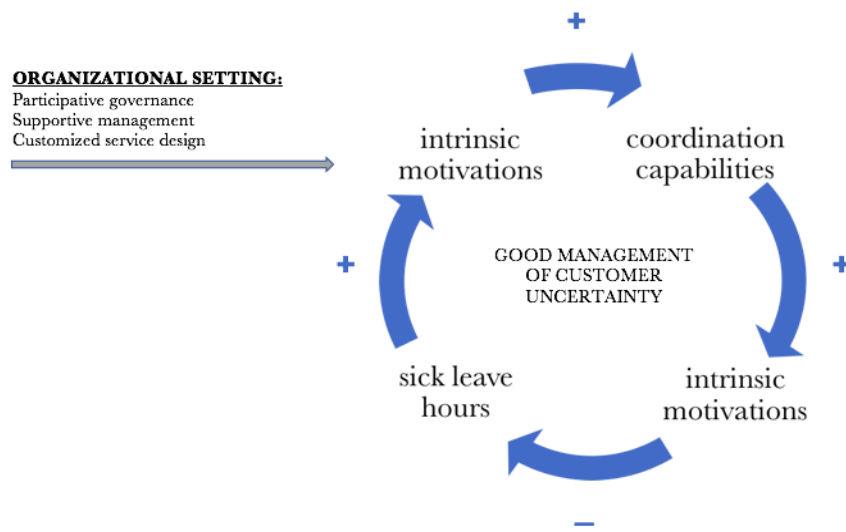 ORGANIZATIONAL SETTING:
Participative governance
Supportive management
Customized service design
+
intrinsic
motivations
coordination
capabilities
+
+
GOOD MANAGEMENT
OF CUSTOMER
UNCERTAINTY
sick leave
hours
intrinsic
motivations
–